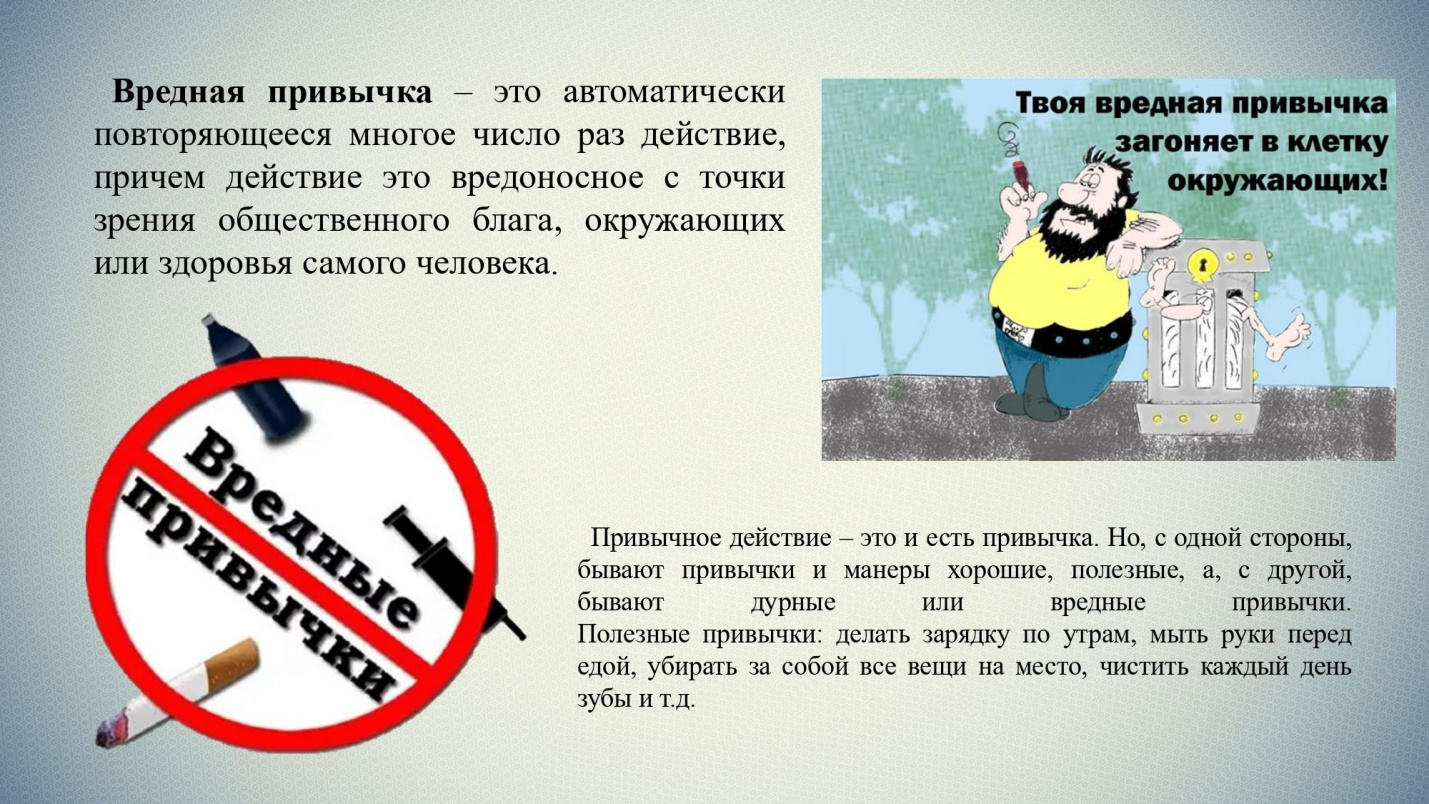 Вредная привычка – это автоматически
повторяющееся многое число раз действие,
причем действие это вредоносное с точки
зрения общественного блага, окружающих
или здоровья самого человека.
Твоя вредная привычка
загоняет в клетку
окружающих!
Вредные
привычки
Привычное действие – это и есть привычка. Но, с одной стороны,
бывают привычки и манеры хорошие, полезные, а, с другой,
бывают дурные или вредные привычки.
Полезные привычки: делать зарядку по утрам, мыть руки перед
едой, убирать за собой все вещи на место, чистить каждый день
зубы и т.д.